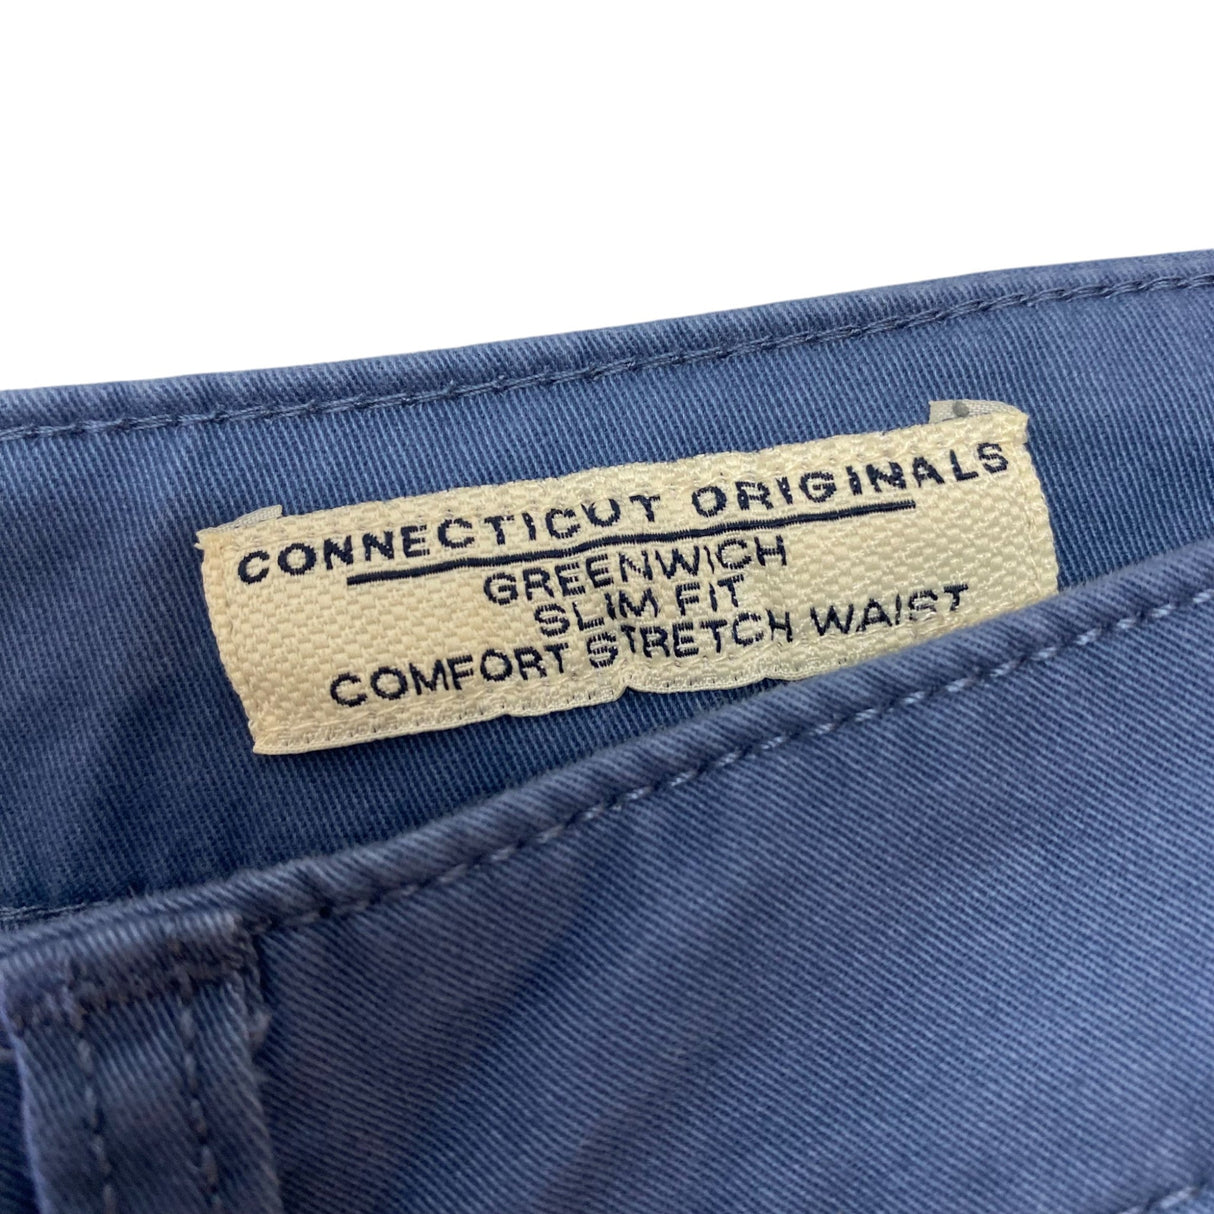 CONNECTICUT ORIGINALS
GREENWICH
SLIM FIT
COMFORT STRETCH WAIST